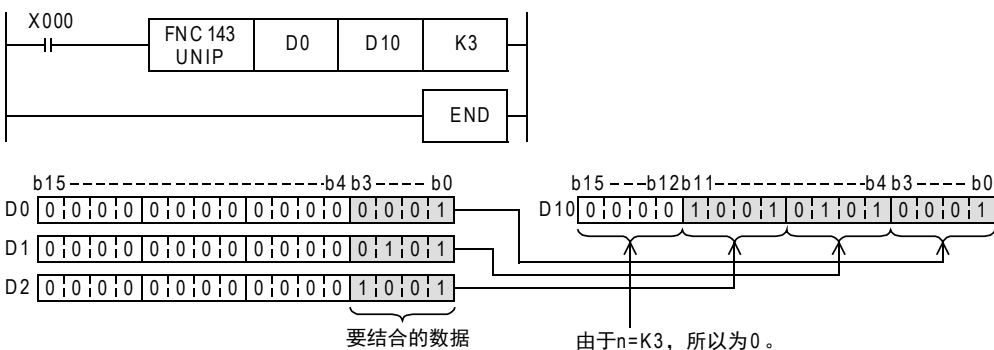 X000
FNC 143 UNIP D0 D10 K3
END
b15 b4 b3 b0 b15 b12 b11 b4 b3 b0
D0 0 0 0 0 0 0 0 0 0 0 0 0 0 0 0 1 D10 0 0 0 0 1 0 0 1 0 1 0 1 0 0 0 1
D1 0 0 0 0 0 0 0 0 0 0 0 0 0 1 0 1
D2 0 0 0 0 0 0 0 0 0 0 0 0 1 0 0 1
要结合的数据 由于n=K3，所以为0。